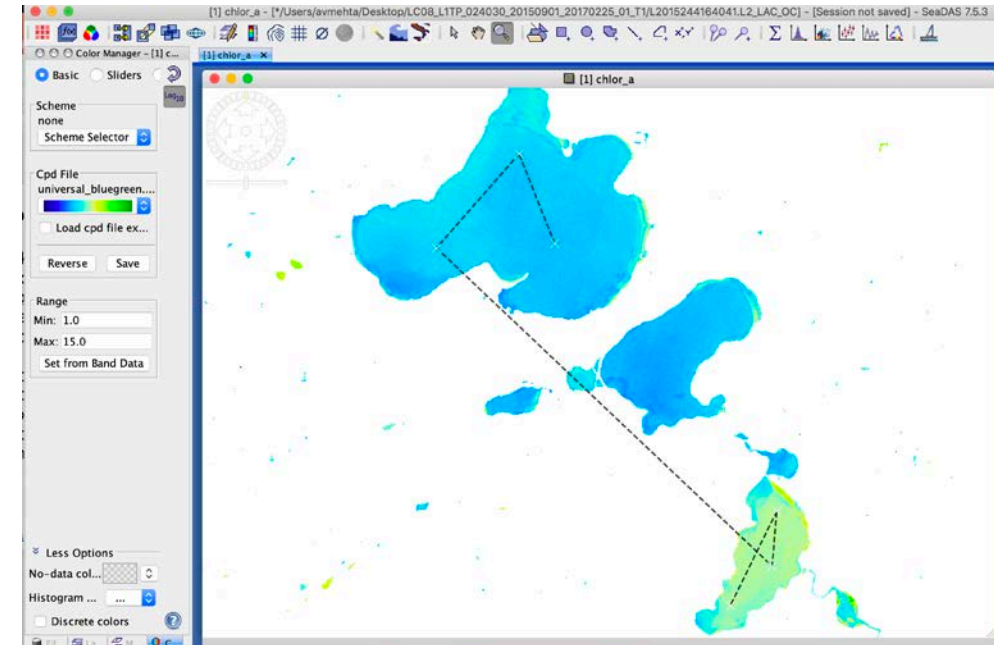 [1] chlor_a - [*/Users/avmehta/Desktop/LC08_L1TP_024030_20150901_20170225_01_T1/L2015244164041.L2_LAC_OC] - [Session not saved] - SeaDAS 7.5.3
Color Manager - [1] c...
[1] chlor_a
Basic Sliders
Log10
[1] chlor_a
Scheme
none
Scheme Selector
Cpd File
universal_bluegreen....
Load cpd file ex...
Reverse Save
Range
Min: 1.0
Max: 15.0
Set from Band Data
Less Options
No-data col...
Histogram ... ...
Discrete colors